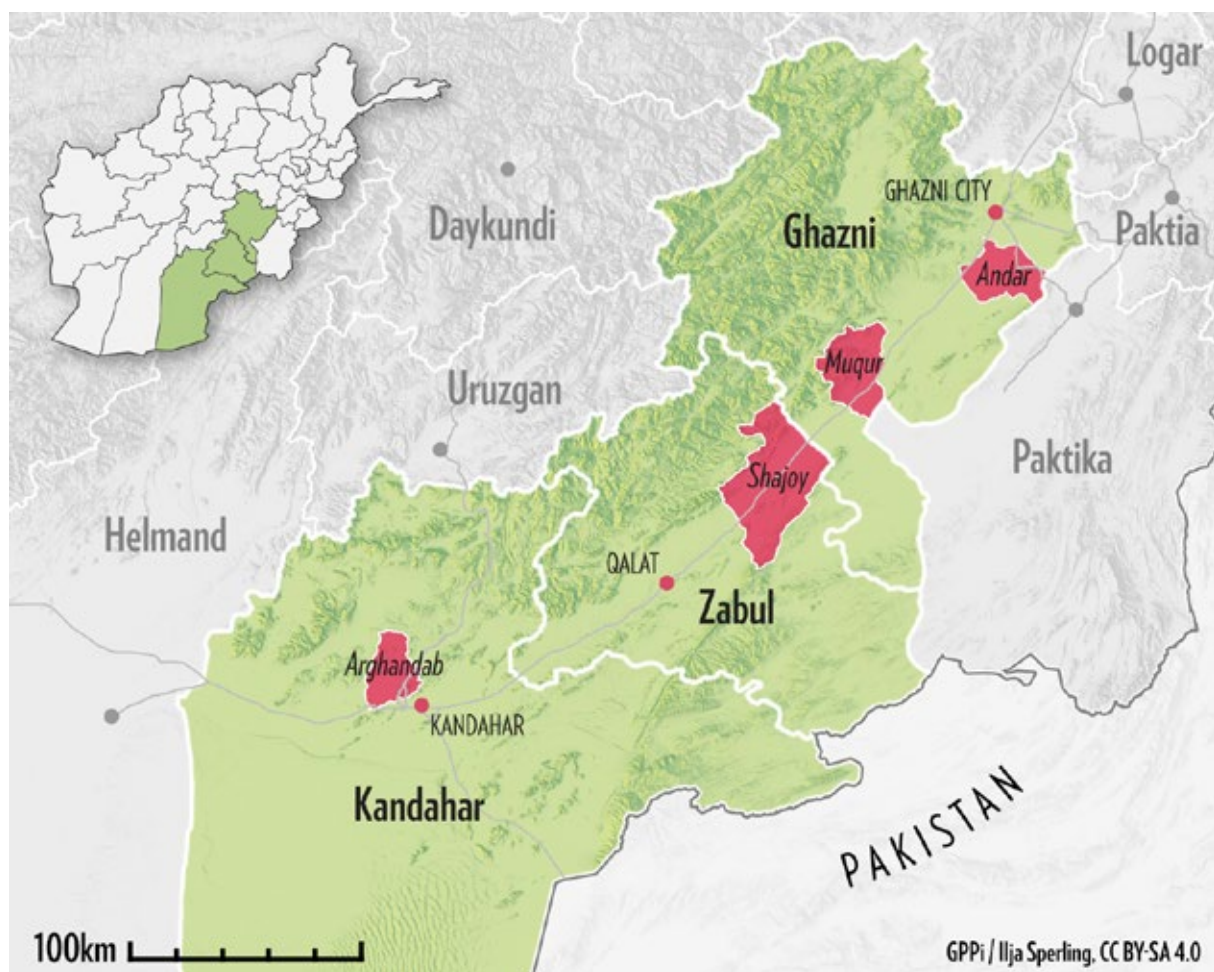 Logar
GHAZNI CITY
Daykundi
Ghazni
Paktia
Andar
Muqur
Uruzgan
Paktika
Shajoy
Helmand
QALAT
Zabul
Arghandab
KANDAHAR
Kandahar
PAKISTAN
100km
GPPi / Ilja Sperling, CC BY-SA 4.0